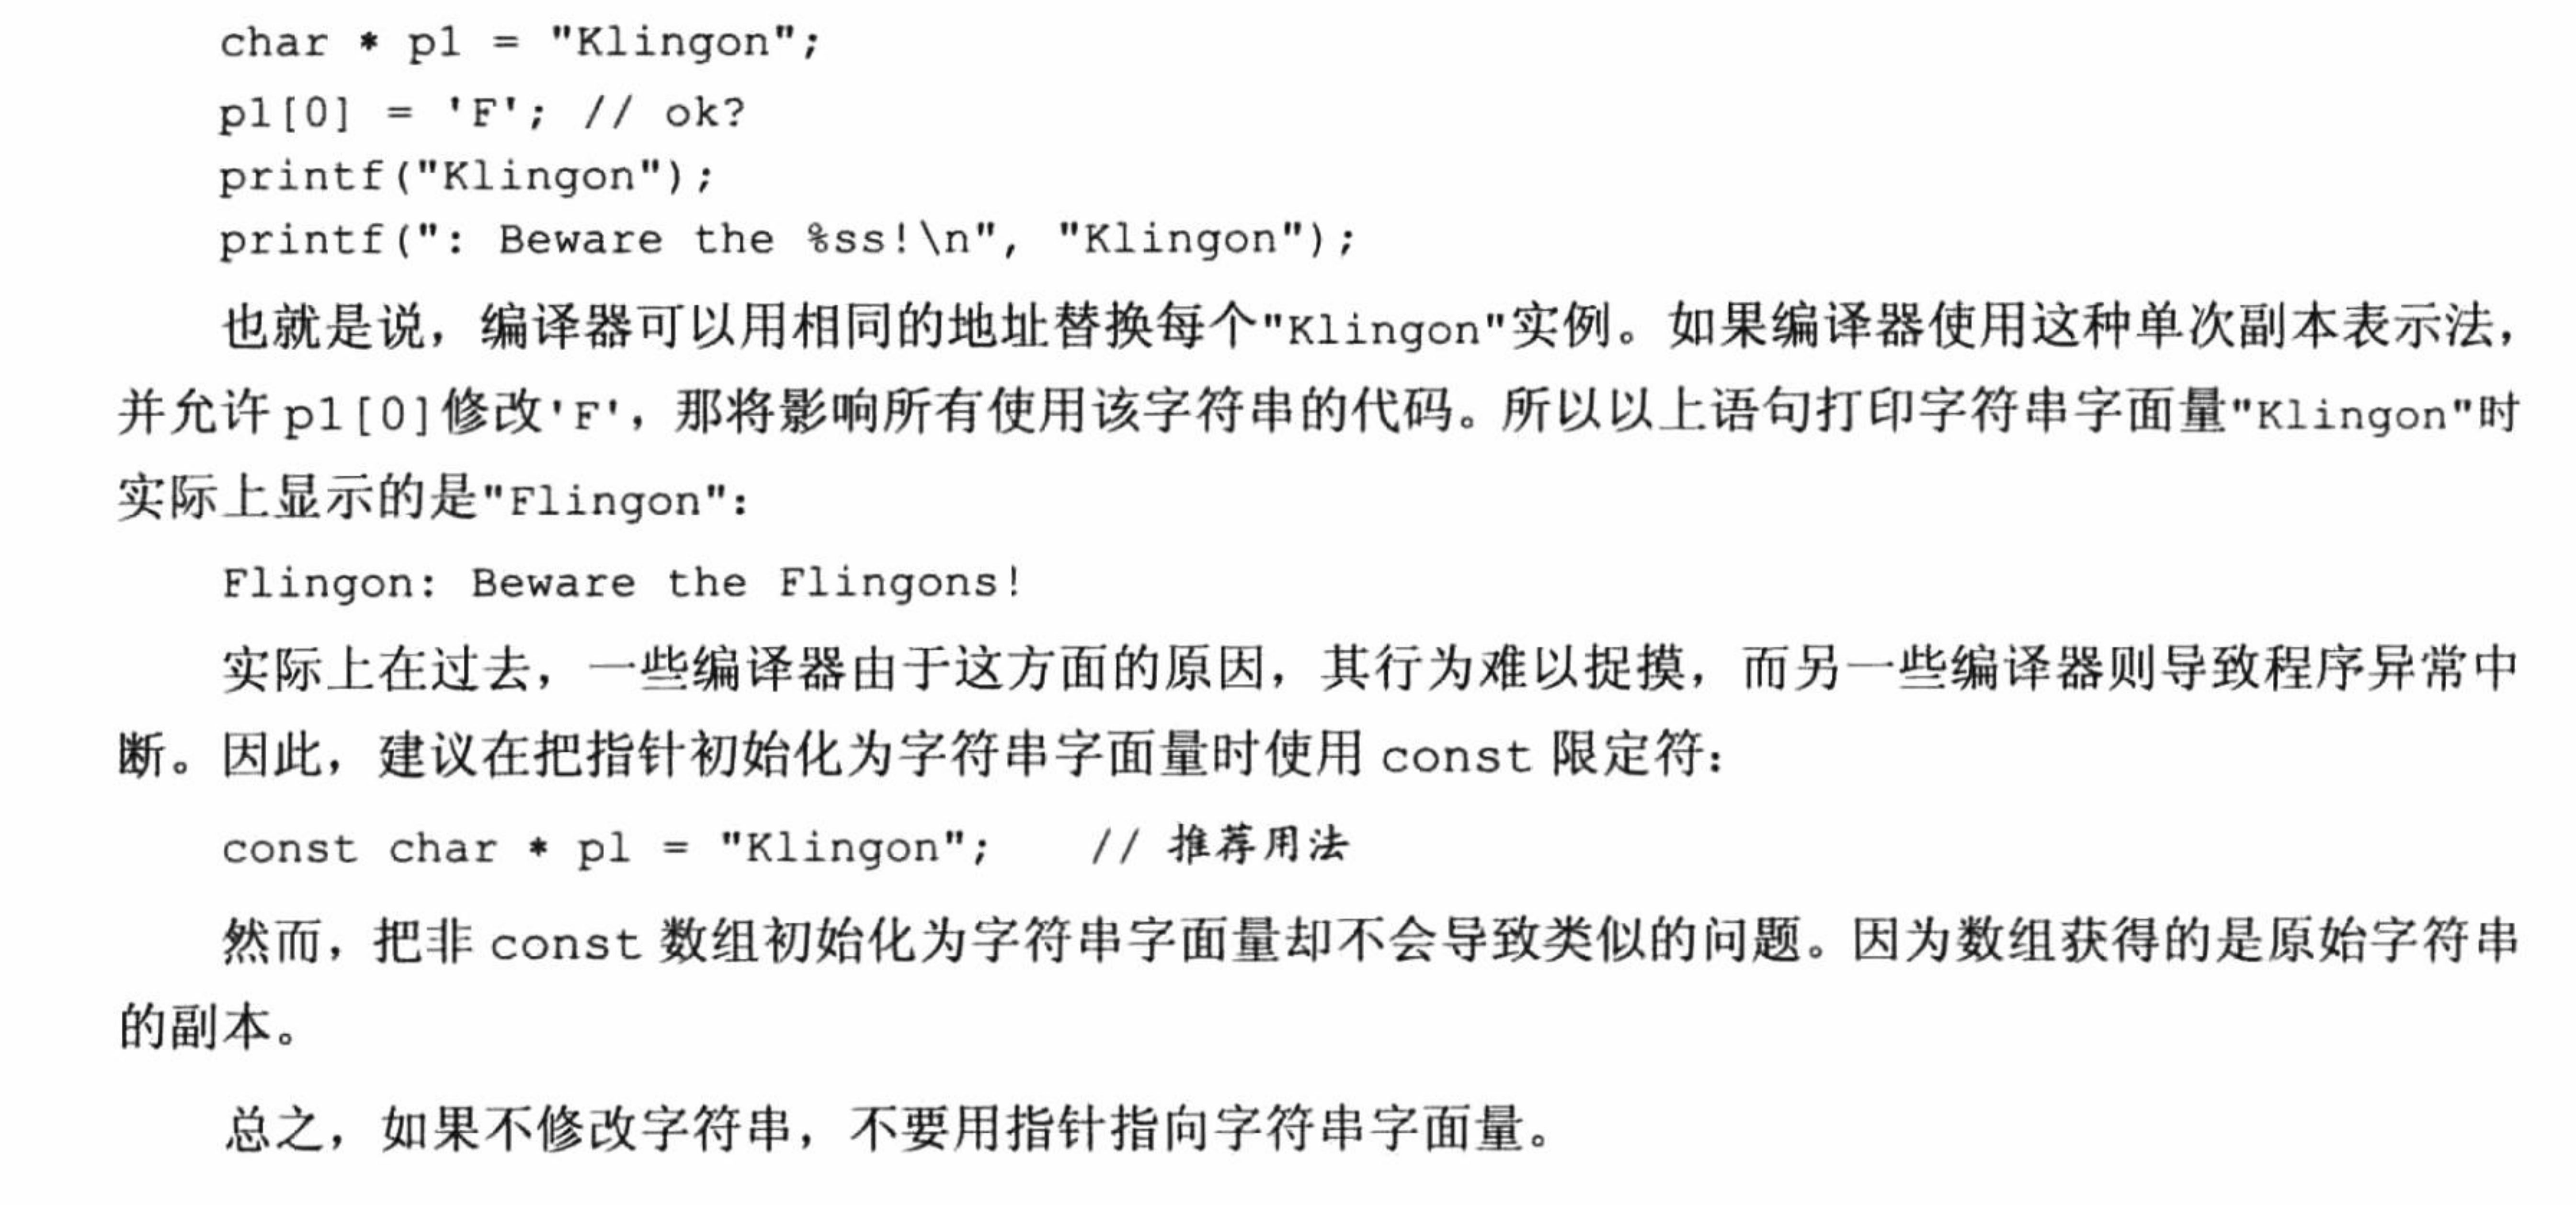 char * p1 = "Klingon";
p1[0] = 'F'; // ok?
printf("Klingon");
printf(": Beware the %ss!\n", "Klingon");
也就是说，编译器可以用相同的地址替换每个"Klingon"实例。如果编译器使用这种单次副本表示法，
并允许 p1[0]修改'F'，那将影响所有使用该字符串的代码。所以以上语句打印字符串字面量"Klingon"时
实际上显示的是"Flingon"：
Flingon: Beware the Flingons!
实际上在过去，一些编译器由于这方面的原因，其行为难以捉摸，而另一些编译器则导致程序异常中
断。因此，建议在把指针初始化为字符串字面量时使用 const 限定符：
const char * pl = "Klingon"; // 推荐用法
然而，把非 const 数组初始化为字符串字面量却不会导致类似的问题。因为数组获得的是原始字符串
的副本。
总之，如果不修改字符串，不要用指针指向字符串字面量。